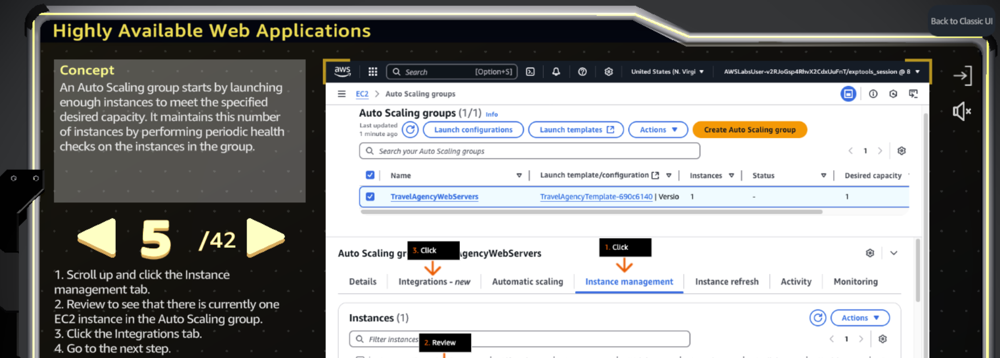 Back to Classic UI
Highly Available Web Applications
Concept
An Auto Scaling group starts by launching
enough instances to meet the specified
desired capacity. It maintains this number
of instances by performing periodic health
checks on the instances in the group.
5 /42
1. Scroll up and click the Instance
management tab.
2. Review to see that there is currently one
EC2 instance in the Auto Scaling group.
3. Click the Integrations tab.
4. Go to the next step.
aws Search [Option+S] United States (N. Virgi AWSLabsUser-v2RJoGsp4RhvX2CdxUuFnT/exptools_session @ 8
EC2 > Auto Scaling groups
Auto Scaling groups (1/1) Info
Last updated
1 minute ago
Launch configurations Launch templates Actions Create Auto Scaling group
Search your Auto Scaling groups
1
Name Launch template/configuration Instances Status Desired capacity
TravelAgencyWebServers TravelAgencyTemplate-690c6140 | Versio 1 - 1
3. Click
1. Click
Auto Scaling gr AgencyWebServers
Details Integrations - new Automatic scaling Instance management Instance refresh Activity Monitoring
Instances (1)
Actions
Filter instances
1
2. Review